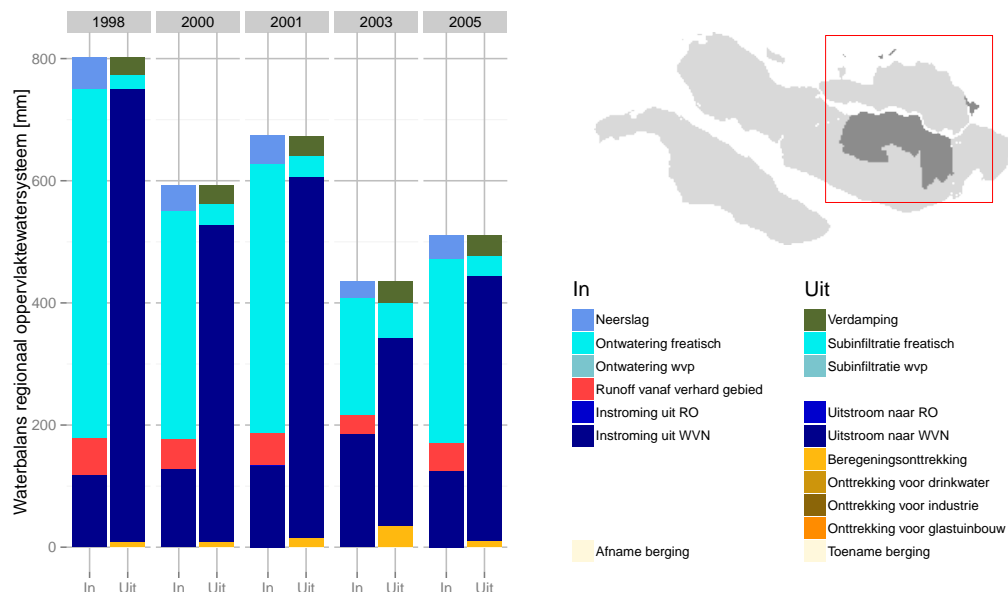 1998 2000 2001 2003 2005
Waterbalans regionaal oppervlaktewatersysteem [mm]
800
600
400
200
0
In Uit In Uit In Uit In Uit In Uit
In
Neerslag
Ontwatering freatisch
Ontwatering wvp
Runoff vanaf verhard gebied
Instroming uit RO
Instroming uit WVN
Afname berging
Uit
Verdamping
Subinfiltratie freatisch
Subinfiltratie wvp
Uitstroom naar RO
Uitstroom naar WVN
Beregeningsonttrekking
Onttrekking voor drinkwater
Onttrekking voor industrie
Onttrekking voor glastuinbouw
Toename berging